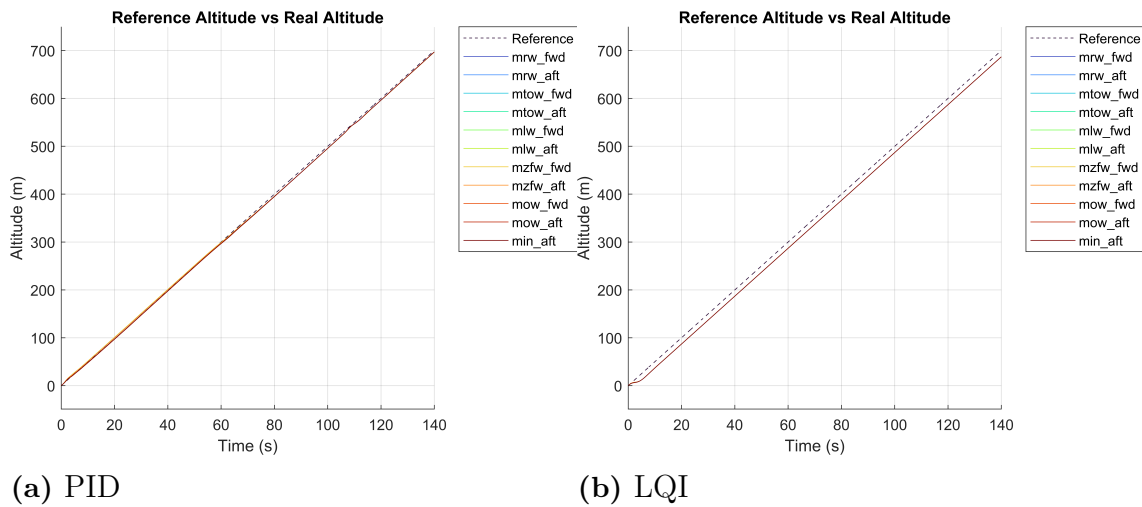 Reference Altitude vs Real Altitude
Altitude (m)
700
600
500
400
300
200
100
0
0 20 40 60 80 100 120 140
Time (s)
Reference
mrw_fwd
mrw_aft
mtow_fwd
mtow_aft
mlw_fwd
mlw_aft
mzfw_fwd
mzfw_aft
mow_fwd
mow_aft
min_aft
(a) PID
Reference Altitude vs Real Altitude
Altitude (m)
700
600
500
400
300
200
100
0
0 20 40 60 80 100 120 140
Time (s)
Reference
mrw_fwd
mrw_aft
mtow_fwd
mtow_aft
mlw_fwd
mlw_aft
mzfw_fwd
mzfw_aft
mow_fwd
mow_aft
min_aft
(b) LQI